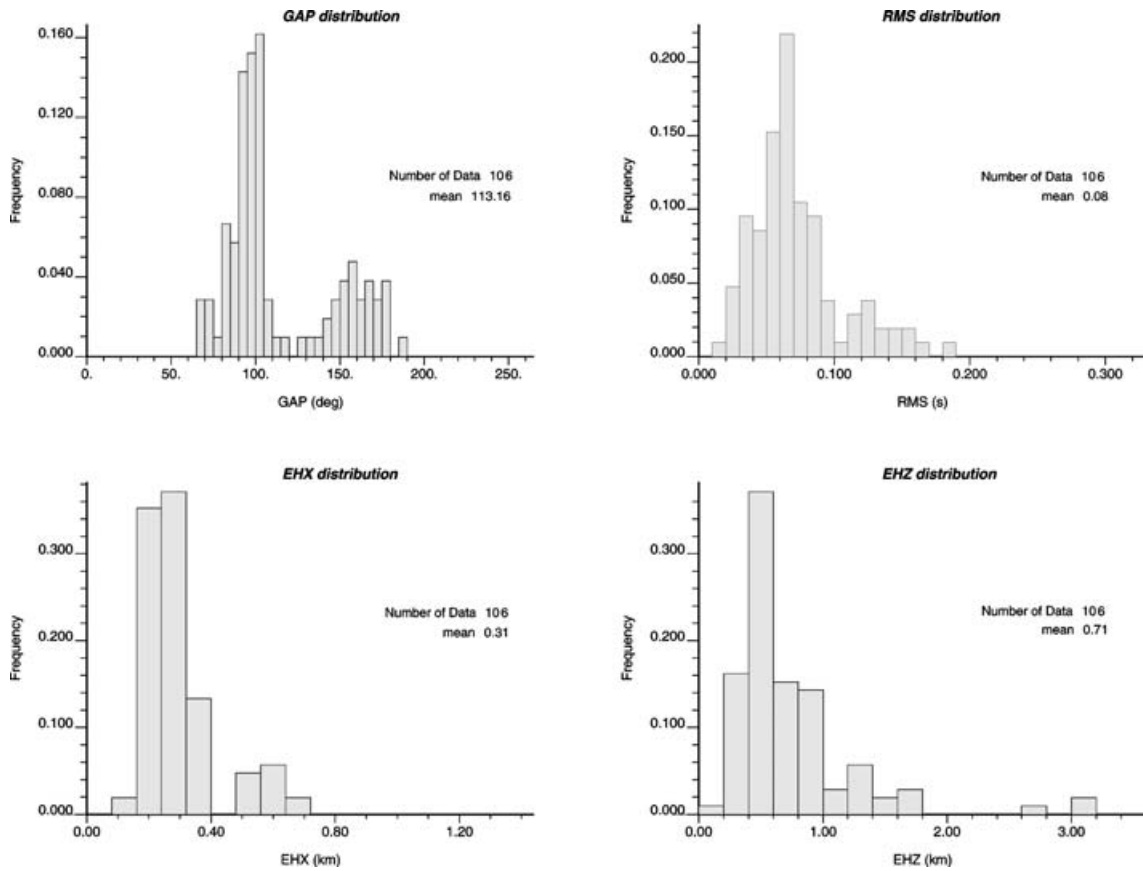 GAP distribution
0.160
0.120
0.080
0.040
0.000
Frequency
Number of Data 106
mean 113.16
0. 50. 100. 150. 200. 250.
GAP (deg)
RMS distribution
0.200
0.150
0.100
0.050
0.000
Frequency
Number of Data 106
mean 0.08
0.000 0.100 0.200 0.300
RMS (s)
EHX distribution
0.300
0.200
0.100
0.000
Frequency
Number of Data 106
mean 0.31
0.00 0.40 0.80 1.20
EHX (km)
EHZ distribution
0.300
0.200
0.100
0.000
Frequency
Number of Data 106
mean 0.71
0.00 1.00 2.00 3.00
EHZ (km)